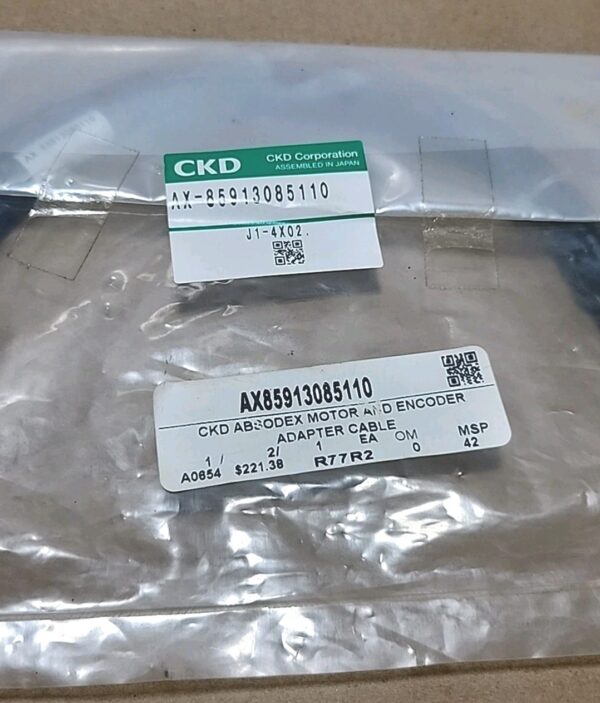 CKD CKD Corporation
ASSEMBLED IN JAPAN
AX-85913085110
J1-4X02.
AX85913085110
CKD ABSODEX MOTOR AND ENCODER
ADAPTER CABLE
1 / 2/ 1 EA OM MSP
A0654 $221.38 R77R2 0 42